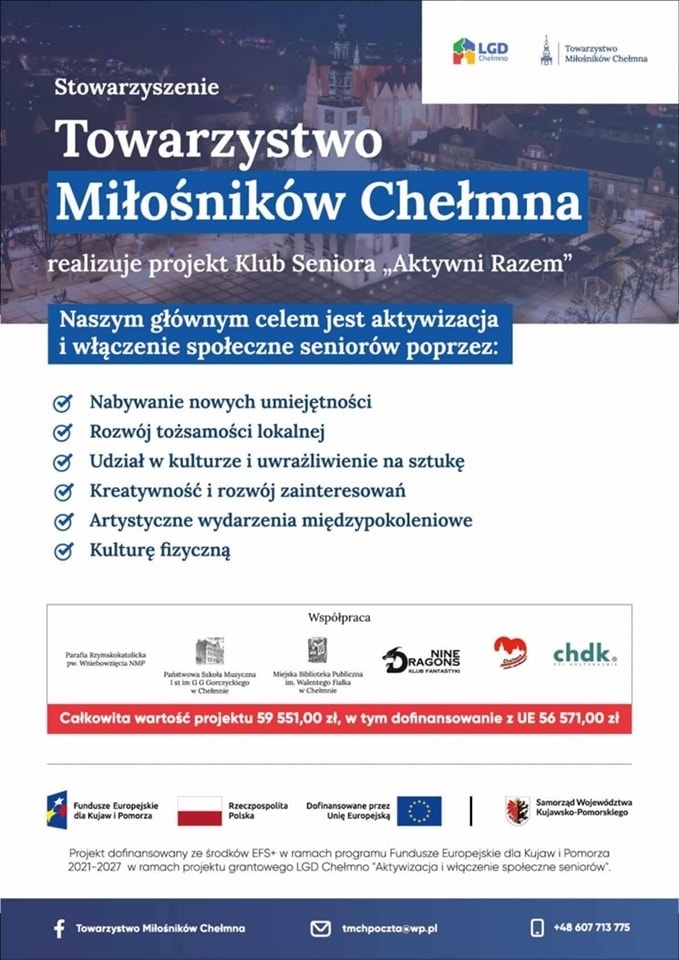 LGD
Chełmno
Towarzystwo
Miłośników Chełmna
Stowarzyszenie
Towarzystwo
Miłośników Chełmna
realizuje projekt Klub Seniora „Aktywni Razem”
Naszym głównym celem jest aktywizacja
i włączenie społeczne seniorów poprzez:
Nabywanie nowych umiejętności
Rozwój tożsamości lokalnej
Udział w kulturze i uwrażliwienie na sztukę
Kreatywność i rozwój zainteresowań
Artystyczne wydarzenia międzypokoleniowe
Kulturę fizyczną
Współpraca
Parafia Rzymskokatolicka
pw. Wniebowzięcia NMP
Państwowa Szkoła Muzyczna
I st im G G Gorczyckiego
w Chełmnie
Miejska Biblioteka Publiczna
im. Walentego Fiałka
w Chełmnie
NINE
DRAGONS
KLUB FANTASTYKI
chdk.
Całkowita wartość projektu 59 551,00 zł, w tym dofinansowanie z UE 56 571,00 zł
Fundusze Europejskie
dla Kujaw i Pomorza
Rzeczpospolita
Polska
Dofinansowane przez
Unię Europejską
Samorząd Województwa
Kujawsko-Pomorskiego
Projekt dofinansowany ze środków EFS+ w ramach programu Fundusze Europejskie dla Kujaw i Pomorza
2021-2027 w ramach projektu grantowego LGD Chełmno "Aktywizacja i włączenie społeczne seniorów".
Towarzystwo Miłośników Chełmna
tmchpoczta@wp.pl
+48 607 713 775